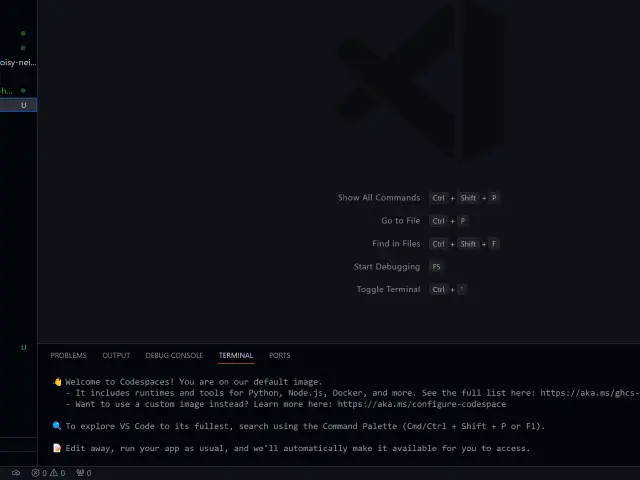 oisy-nei...
-h...
U
Show All Commands Ctrl + Shift + P
Go to File Ctrl + P
Find in Files Ctrl + Shift + F
Start Debugging F5
Toggle Terminal Ctrl + `
U
PROBLEMS OUTPUT DEBUG CONSOLE TERMINAL PORTS
👋 Welcome to Codespaces! You are on our default image.
- It includes runtimes and tools for Python, Node.js, Docker, and more. See the full list here: https://aka.ms/ghcs-
- Want to use a custom image instead? Learn more here: https://aka.ms/configure-codespace
🔍 To explore VS Code to its fullest, search using the Command Palette (Cmd/Ctrl + Shift + P or F1).
📝 Edit away, run your app as usual, and we'll automatically make it available for you to access.
0 0 0